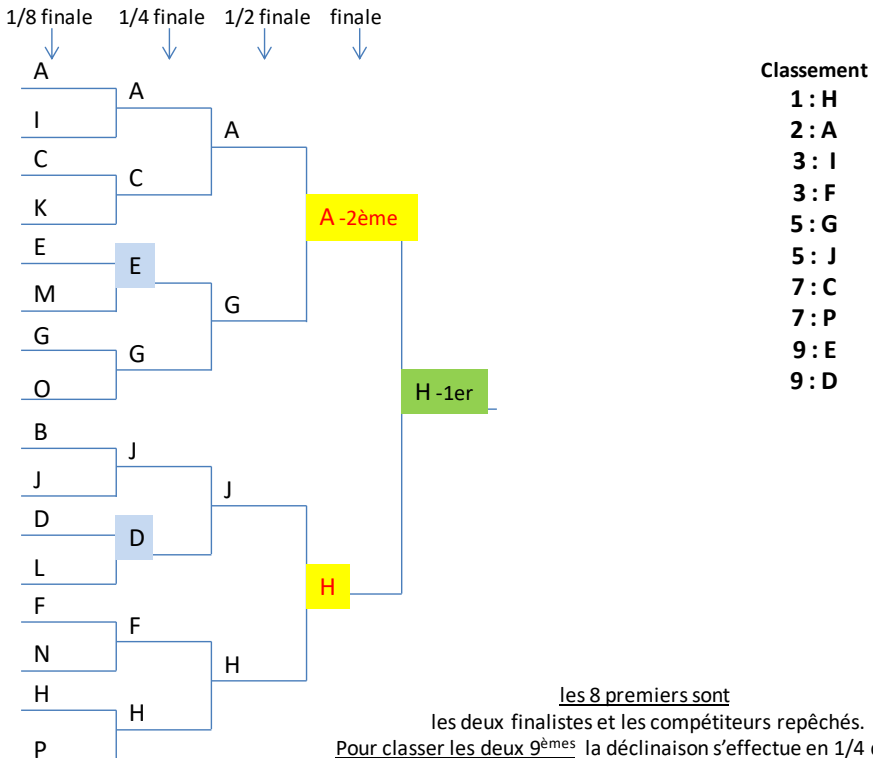 1/8 finale 1/4 finale 1/2 finale finale
A
A
I
A
C
C
K
A -2ème
E
E
M
G
G
G
O
H -1er
B
J
J
J
D
D
L
H
F
F
N
H
H
H
P
Classement
1 : H
2 : A
3 : I
3 : F
5 : G
5 : J
7 : C
7 : P
9 : E
9 : D
les 8 premiers sont
les deux finalistes et les compétiteurs repêchés.
Pour classer les deux 9èmes la déclinaison s’effectue en 1/4